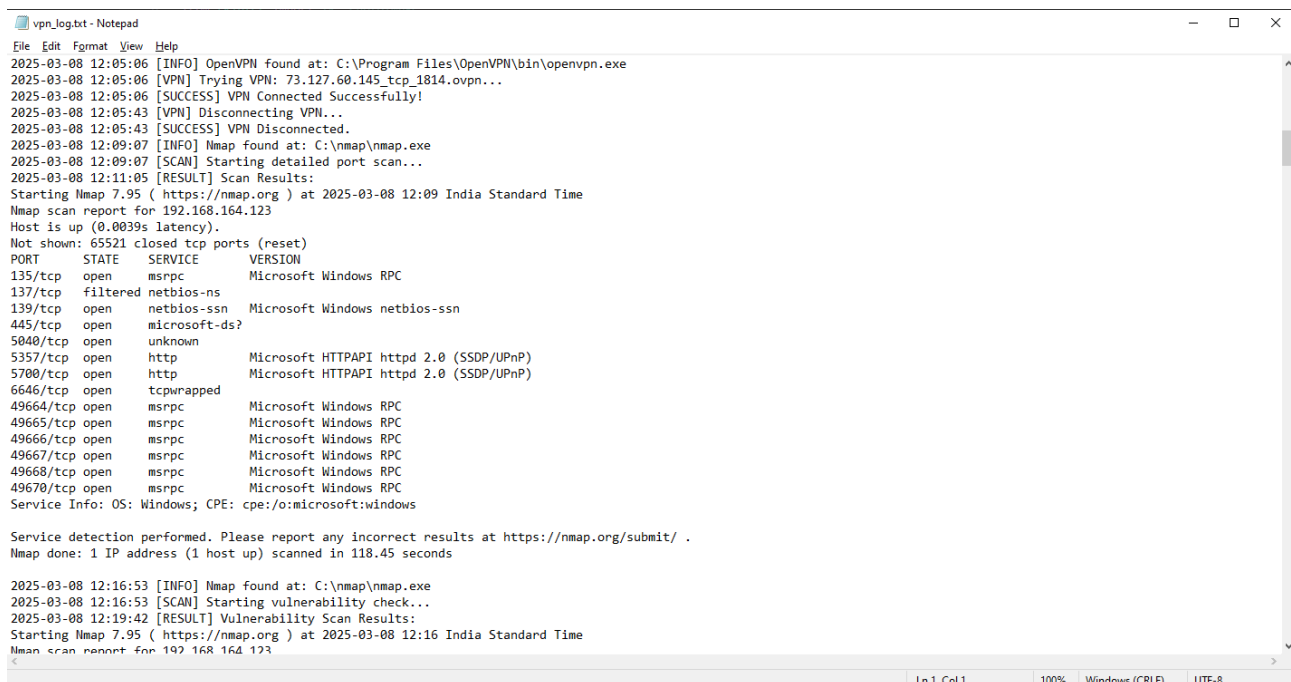 vpn_log.txt - Notepad
File Edit Format View Help
2025-03-08 12:05:06 [INFO] OpenVPN found at: C:\Program Files\OpenVPN\bin\openvpn.exe
2025-03-08 12:05:06 [VPN] Trying VPN: 73.127.60.145_tcp_1814.ovpn...
2025-03-08 12:05:06 [SUCCESS] VPN Connected Successfully!
2025-03-08 12:05:43 [VPN] Disconnecting VPN...
2025-03-08 12:05:43 [SUCCESS] VPN Disconnected.
2025-03-08 12:09:07 [INFO] Nmap found at: C:\nmap\nmap.exe
2025-03-08 12:09:07 [SCAN] Starting detailed port scan...
2025-03-08 12:11:05 [RESULT] Scan Results:
Starting Nmap 7.95 ( https://nmap.org ) at 2025-03-08 12:09 India Standard Time
Nmap scan report for 192.168.164.123
Host is up (0.0039s latency).
Not shown: 65521 closed tcp ports (reset)
PORT STATE SERVICE VERSION
135/tcp open msrpc Microsoft Windows RPC
137/tcp filtered netbios-ns
139/tcp open netbios-ssn Microsoft Windows netbios-ssn
445/tcp open microsoft-ds?
5040/tcp open unknown
5357/tcp open http Microsoft HTTPAPI httpd 2.0 (SSDP/UPnP)
5700/tcp open http Microsoft HTTPAPI httpd 2.0 (SSDP/UPnP)
6646/tcp open tcpwrapped
49664/tcp open msrpc Microsoft Windows RPC
49665/tcp open msrpc Microsoft Windows RPC
49666/tcp open msrpc Microsoft Windows RPC
49667/tcp open msrpc Microsoft Windows RPC
49668/tcp open msrpc Microsoft Windows RPC
49670/tcp open msrpc Microsoft Windows RPC
Service Info: OS: Windows; CPE: cpe:/o:microsoft:windows
Service detection performed. Please report any incorrect results at https://nmap.org/submit/ .
Nmap done: 1 IP address (1 host up) scanned in 118.45 seconds
2025-03-08 12:16:53 [INFO] Nmap found at: C:\nmap\nmap.exe
2025-03-08 12:16:53 [SCAN] Starting vulnerability check...
2025-03-08 12:19:42 [RESULT] Vulnerability Scan Results:
Starting Nmap 7.95 ( https://nmap.org ) at 2025-03-08 12:16 India Standard Time
Nmap scan report for 192.168.164.123
Ln 1, Col 1 100% Windows (CRLF) UTF-8